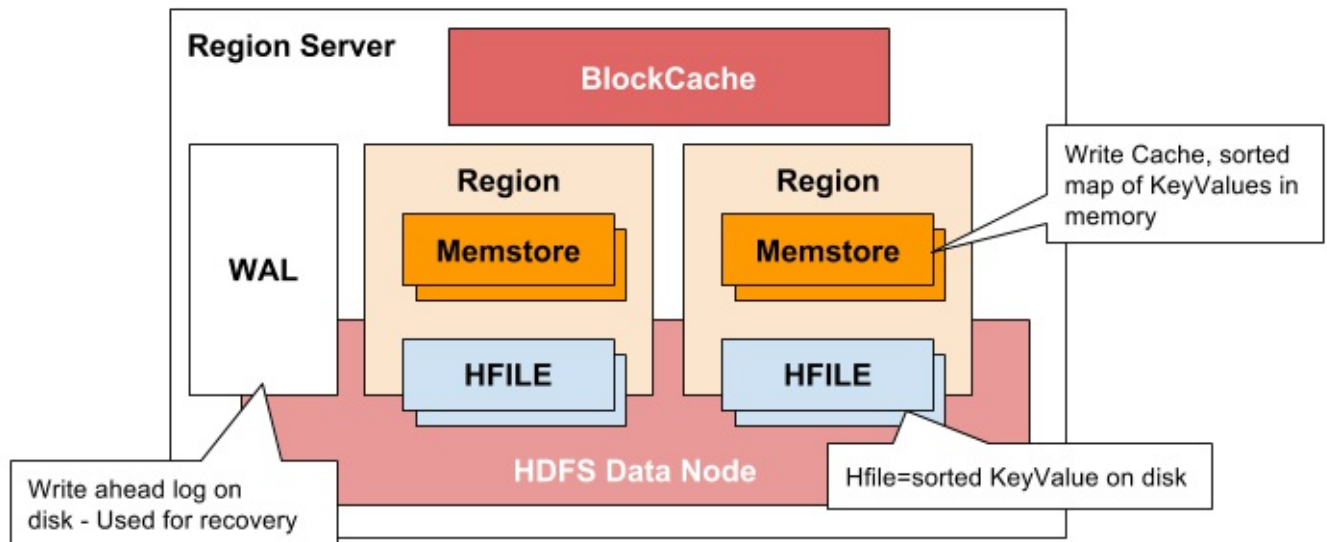 Region Server
BlockCache
WAL
Region
Memstore
HFILE
Region
Memstore
HFILE
HDFS Data Node
Write Cache, sorted
map of KeyValues in
memory
Hfile=sorted KeyValue on disk
Write ahead log on
disk - Used for recovery